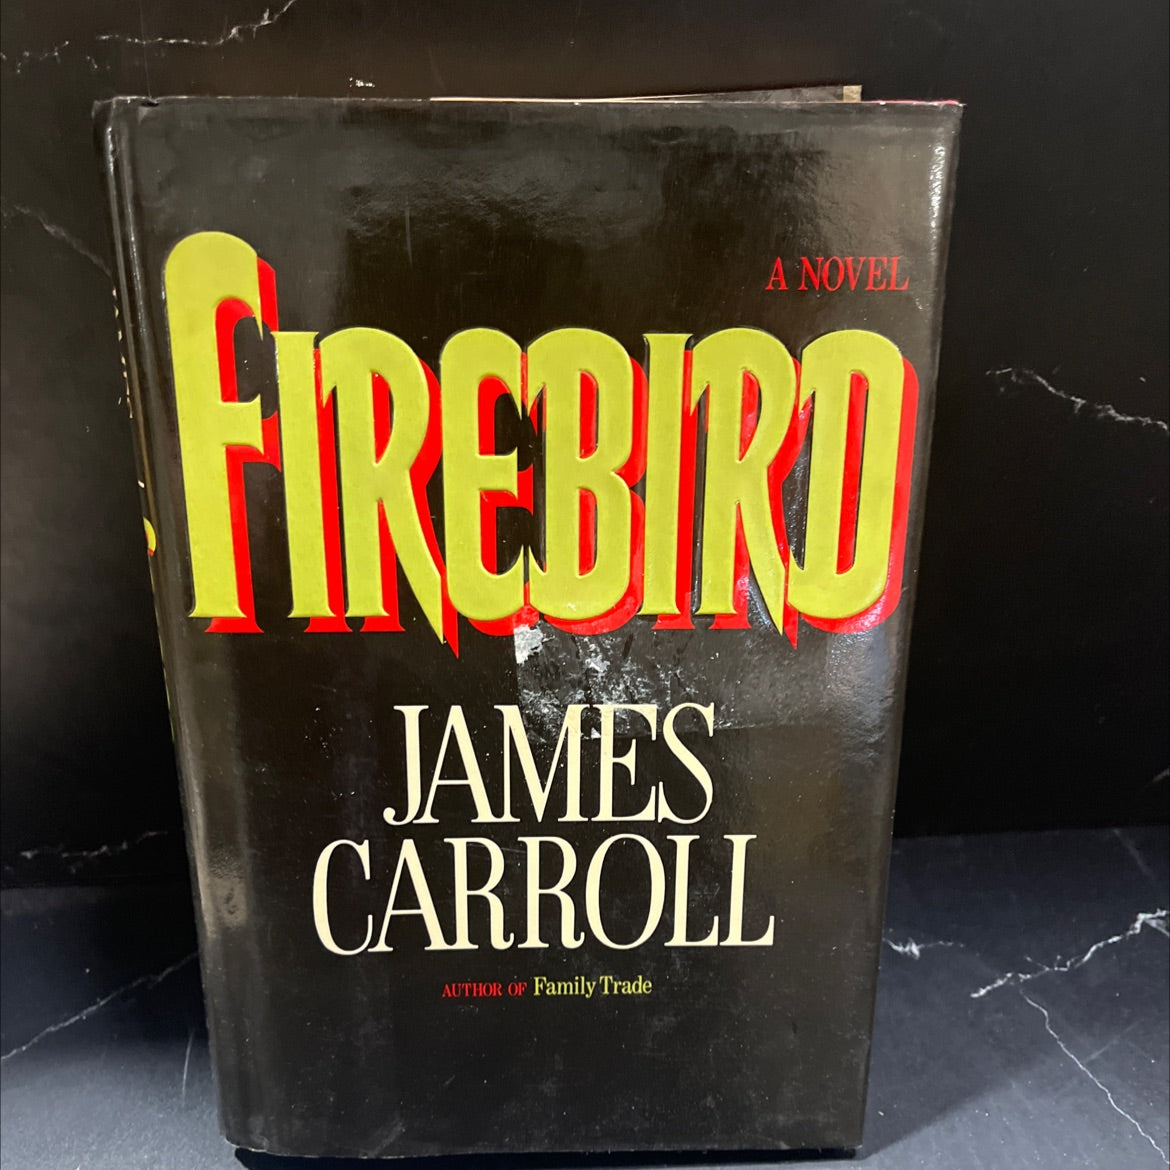 A NOVEL
FIREBIRD
JAMES
CARROLL
AUTHOR OF Family Trade